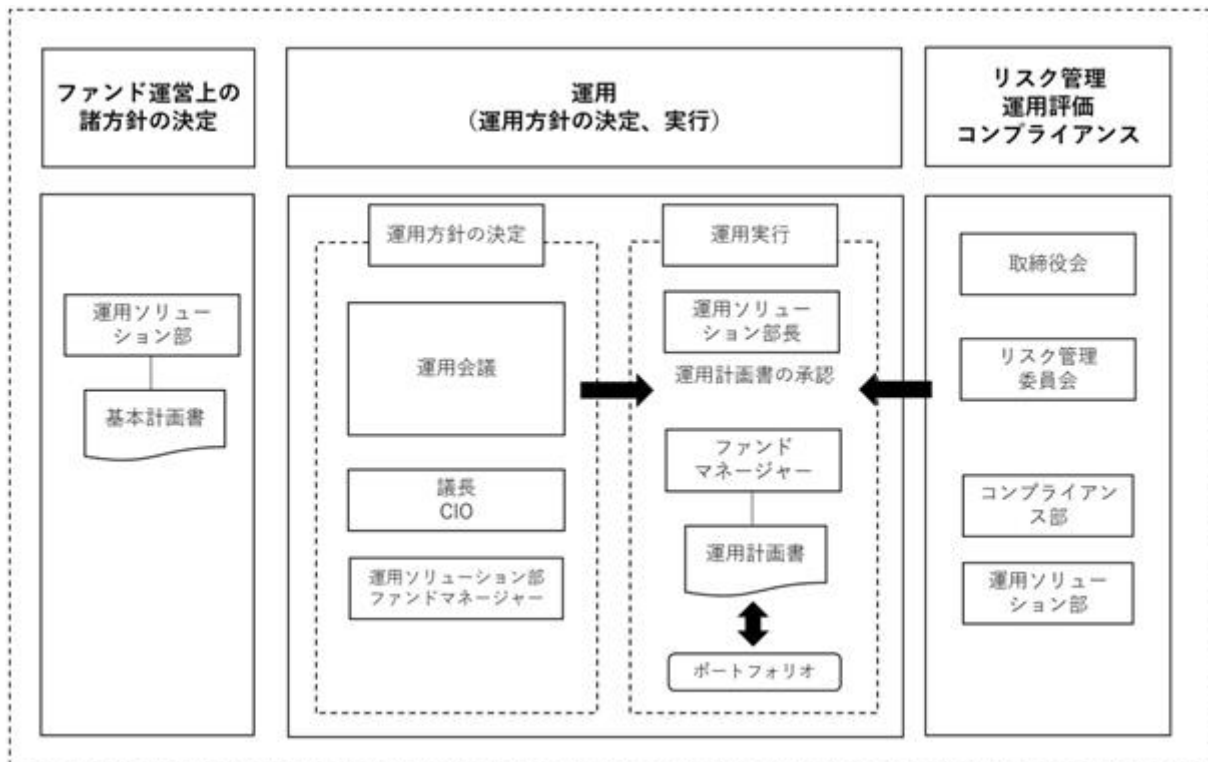 ファンド運営上の
諸方針の決定
運用
（運用方針の決定、実行）
リスク管理
運用評価
コンプライアンス
運用ソリュー
ション部
基本計画書
運用方針の決定
運用会議
議長
CIO
運用ソリューション部
ファンドマネージャー
運用実行
運用ソリュー
ション部長
運用計画書の承認
ファンド
マネージャー
運用計画書
ポートフォリオ
取締役会
リスク管理
委員会
コンプライアン
ス部
運用ソリュー
ション部